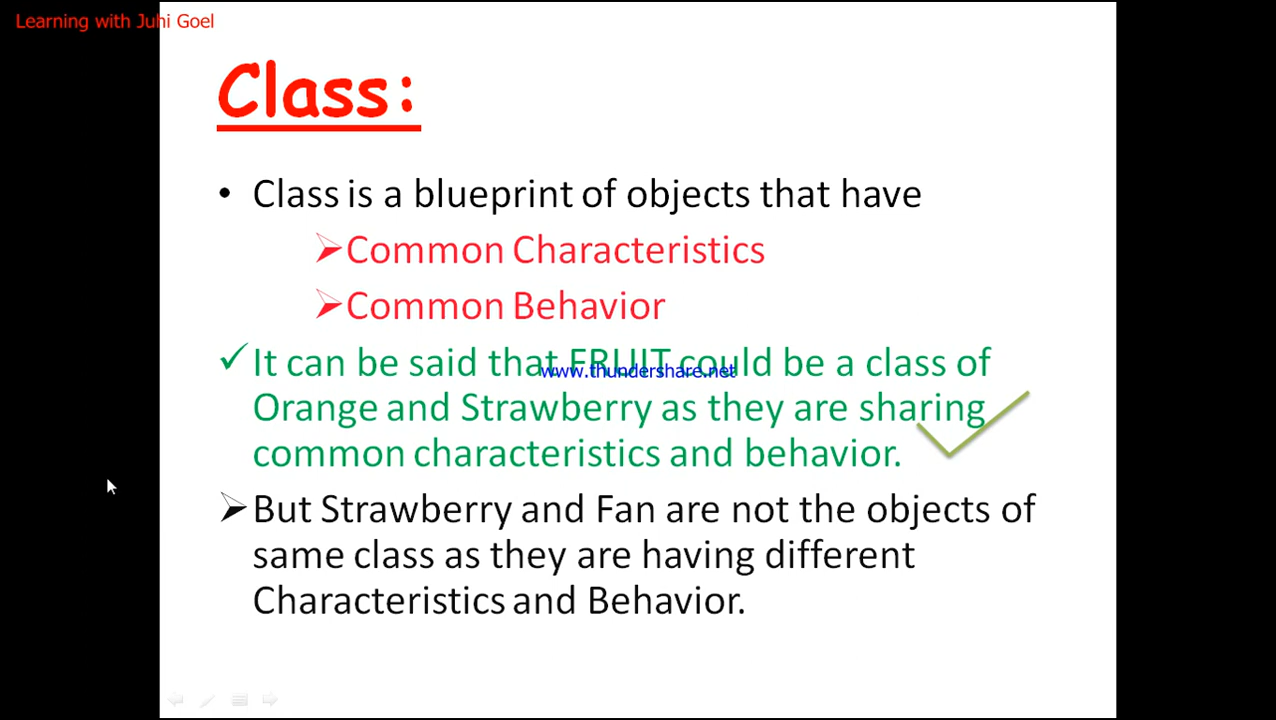 Learning with Juhi Goel
Class:
• Class is a blueprint of objects that have
➢Common Characteristics
➢Common Behavior
✓It can be said that FRUIT could be a class of
www.thundershare.net
Orange and Strawberry as they are sharing
common characteristics and behavior.
➢But Strawberry and Fan are not the objects of
same class as they are having different
Characteristics and Behavior.